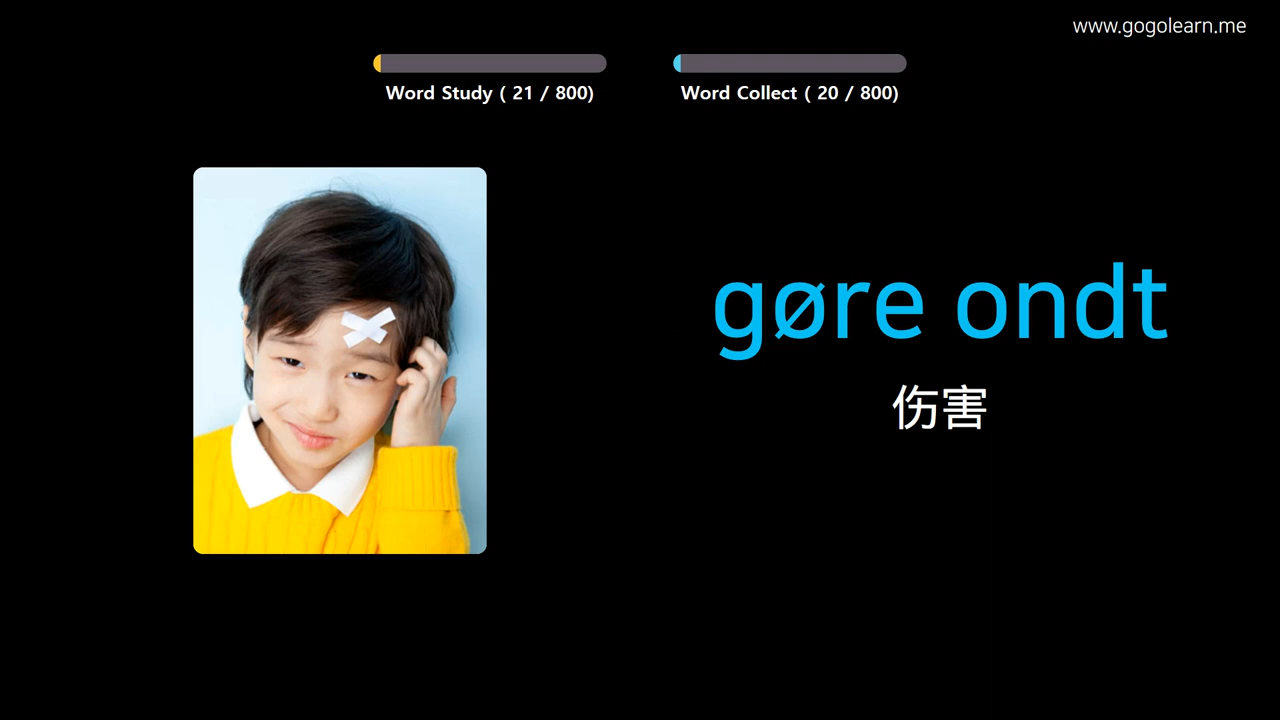 www.gogolearn.me
Word Study ( 21 / 800)
Word Collect ( 20 / 800)
gøre ondt
伤害